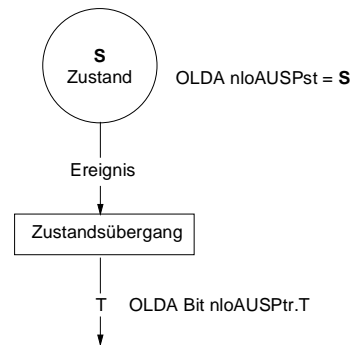 S
Zustand
OLDA nloAUSPst = S
Ereignis
Zustandsübergang
T OLDA Bit nloAUSPtr.T